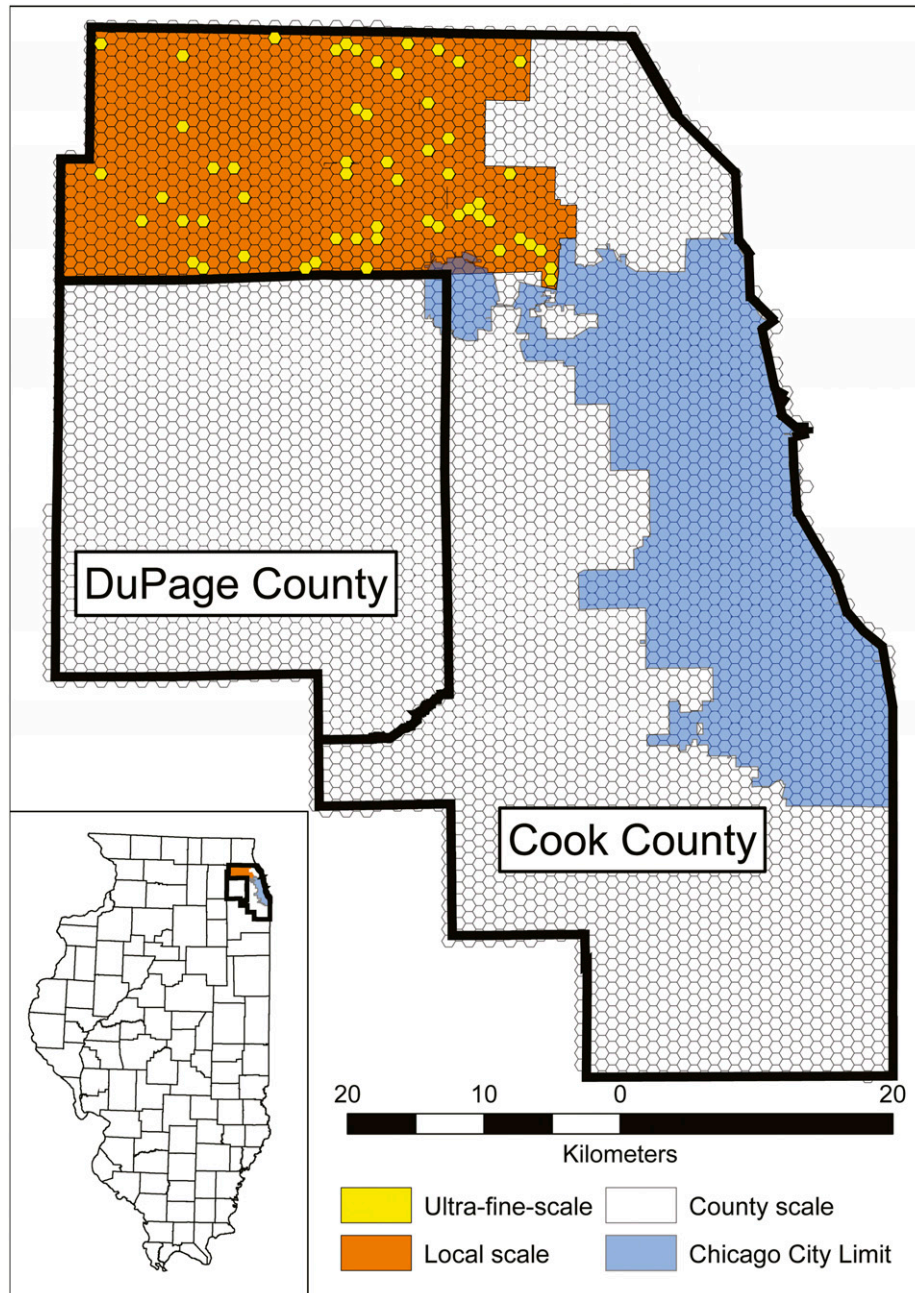 DuPage County
Cook County
20 10 0 20
Kilometers
Ultra-fine-scale County scale
Local scale Chicago City Limit